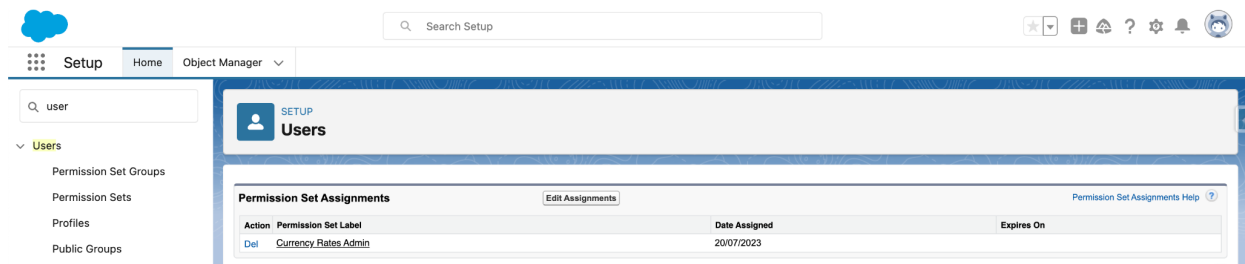 Search Setup
Setup Home Object Manager
user
SETUP
Users
Users
Permission Set Groups
Permission Sets
Profiles
Public Groups
Permission Set Assignments Edit Assignments Permission Set Assignments Help ?
Action Permission Set Label Date Assigned Expires On
Del Currency Rates Admin 20/07/2023